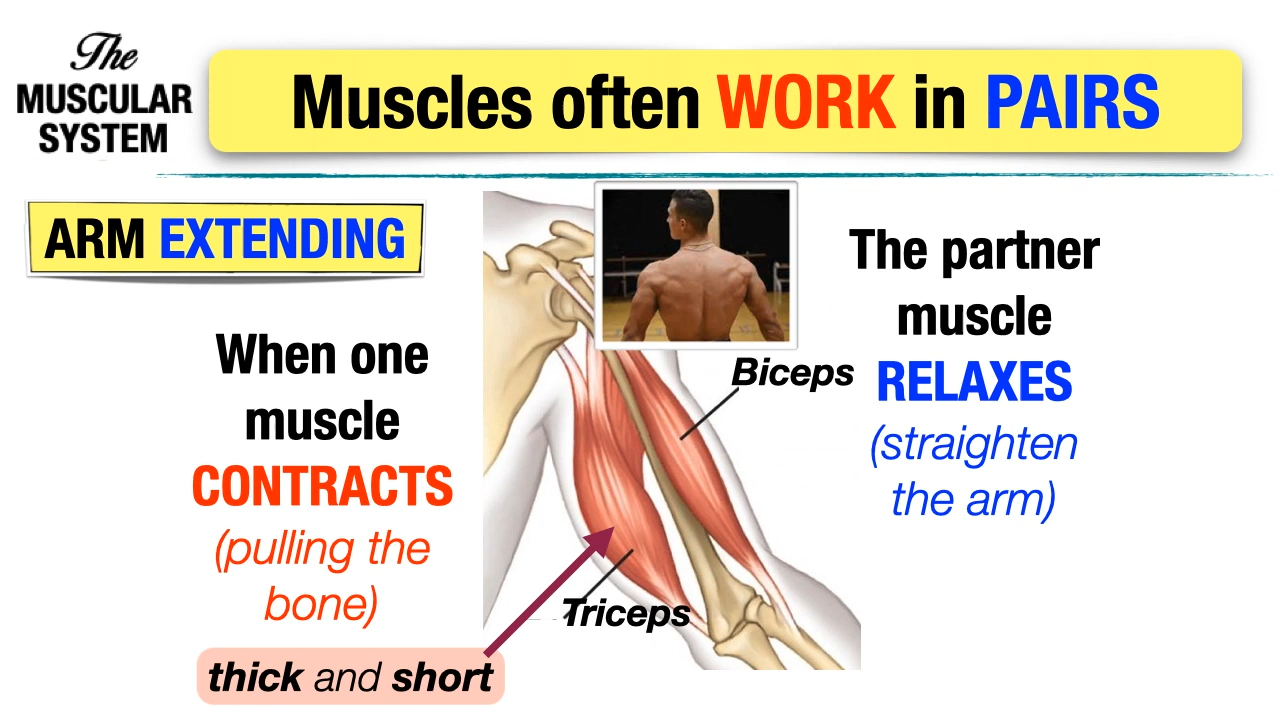 The
MUSCULAR
SYSTEM
Muscles often WORK in PAIRS
ARM EXTENDING
When one
muscle
CONTRACTS
(pulling the
bone)
thick and short
Biceps
Triceps
The partner
muscle
RELAXES
(straighten
the arm)